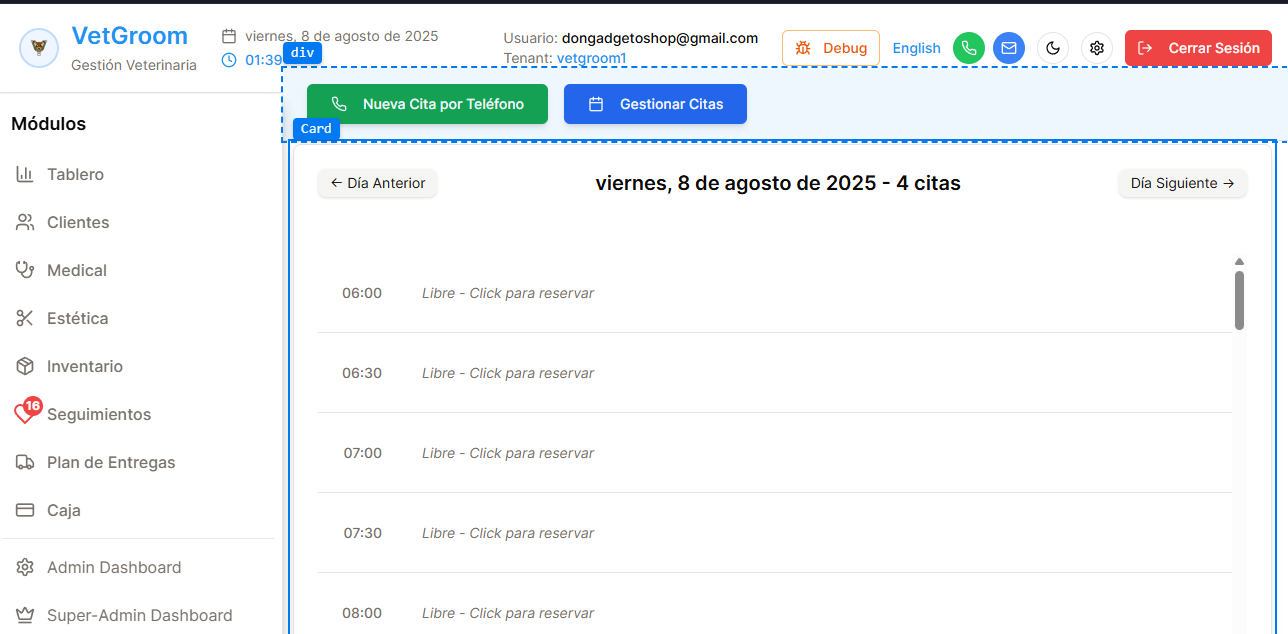 VetGroom
Gestión Veterinaria
viernes, 8 de agosto de 2025
01:39
div
Usuario: dongadgetoshop@gmail.com
Tenant: vetgroom1
Debug
English
Cerrar Sesión
Nueva Cita por Teléfono
Gestionar Citas
Card
Módulos
Tablero
Clientes
Medical
Estética
Inventario
16
Seguimientos
Plan de Entregas
Caja
Admin Dashboard
Super-Admin Dashboard
← Día Anterior
viernes, 8 de agosto de 2025 - 4 citas
Día Siguiente →
06:00 Libre - Click para reservar
06:30 Libre - Click para reservar
07:00 Libre - Click para reservar
07:30 Libre - Click para reservar
08:00 Libre - Click para reservar